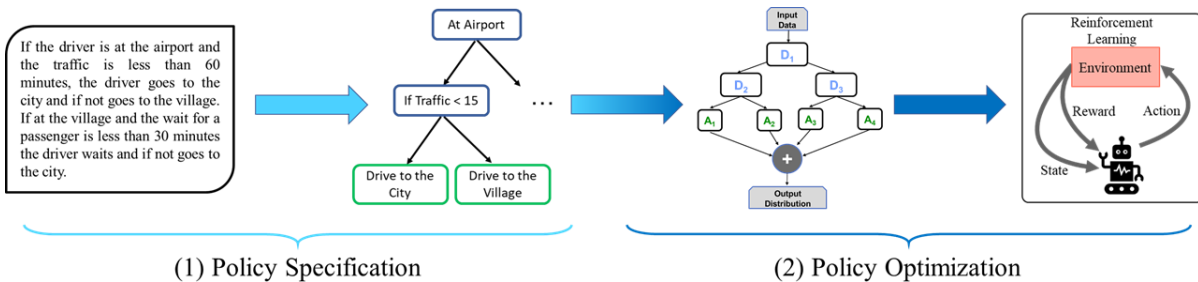 If the driver is at the airport and
the traffic is less than 60
minutes, the driver goes to the
city and if not goes to the village.
If at the village and the wait for a
passenger is less than 30 minutes
the driver waits and if not goes to
the city.
At Airport
If Traffic < 15
...
Drive to the
City
Drive to the
Village
(1) Policy Specification
Input
Data
D1
D2
D3
A1
A2
A3
A4
+
Output
Distribution
Reinforcement
Learning
Environment
Reward
Action
State
(2) Policy Optimization